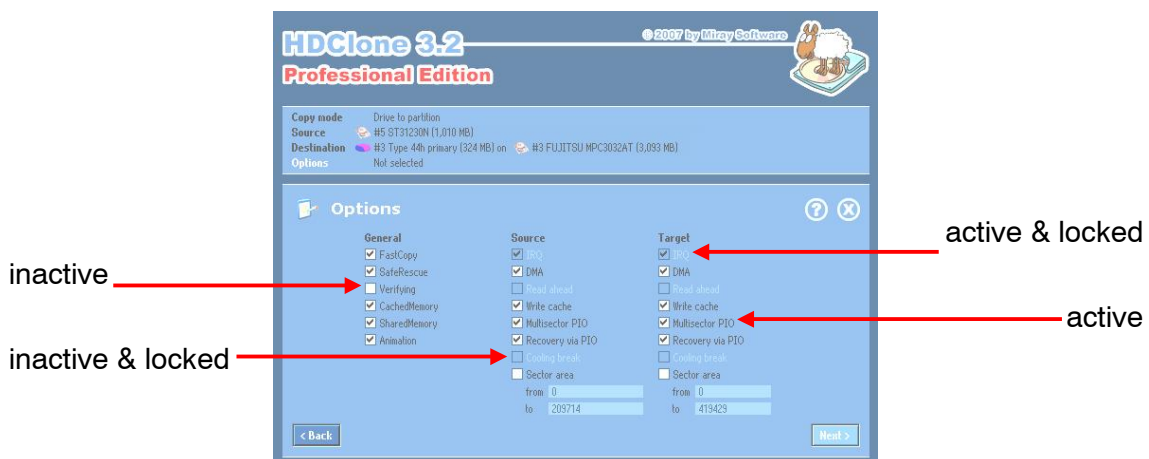 HDClone 3.2
© 2007 by Miray Software
Professional Edition
Copy mode Drive to partition
Source #5 ST31230N (1,010 MB)
Destination #3 Type 44h primary (324 MB) on #3 FUJITSU MPC3032AT (3,093 MB)
Options Not selected
Options ? X
General Source Target
FastCopy IRQ IRQ
SafeRescue DMA DMA
Verifying Read ahead Read ahead
CachedMemory Write cache Write cache
SharedMemory Multisector PIO Multisector PIO
Animation Recovery via PIO Recovery via PIO
Cooling break Cooling break
Sector area Sector area
from 0 from 0
to 209714 to 419429
< Back Next >
inactive
inactive & locked
active & locked
active